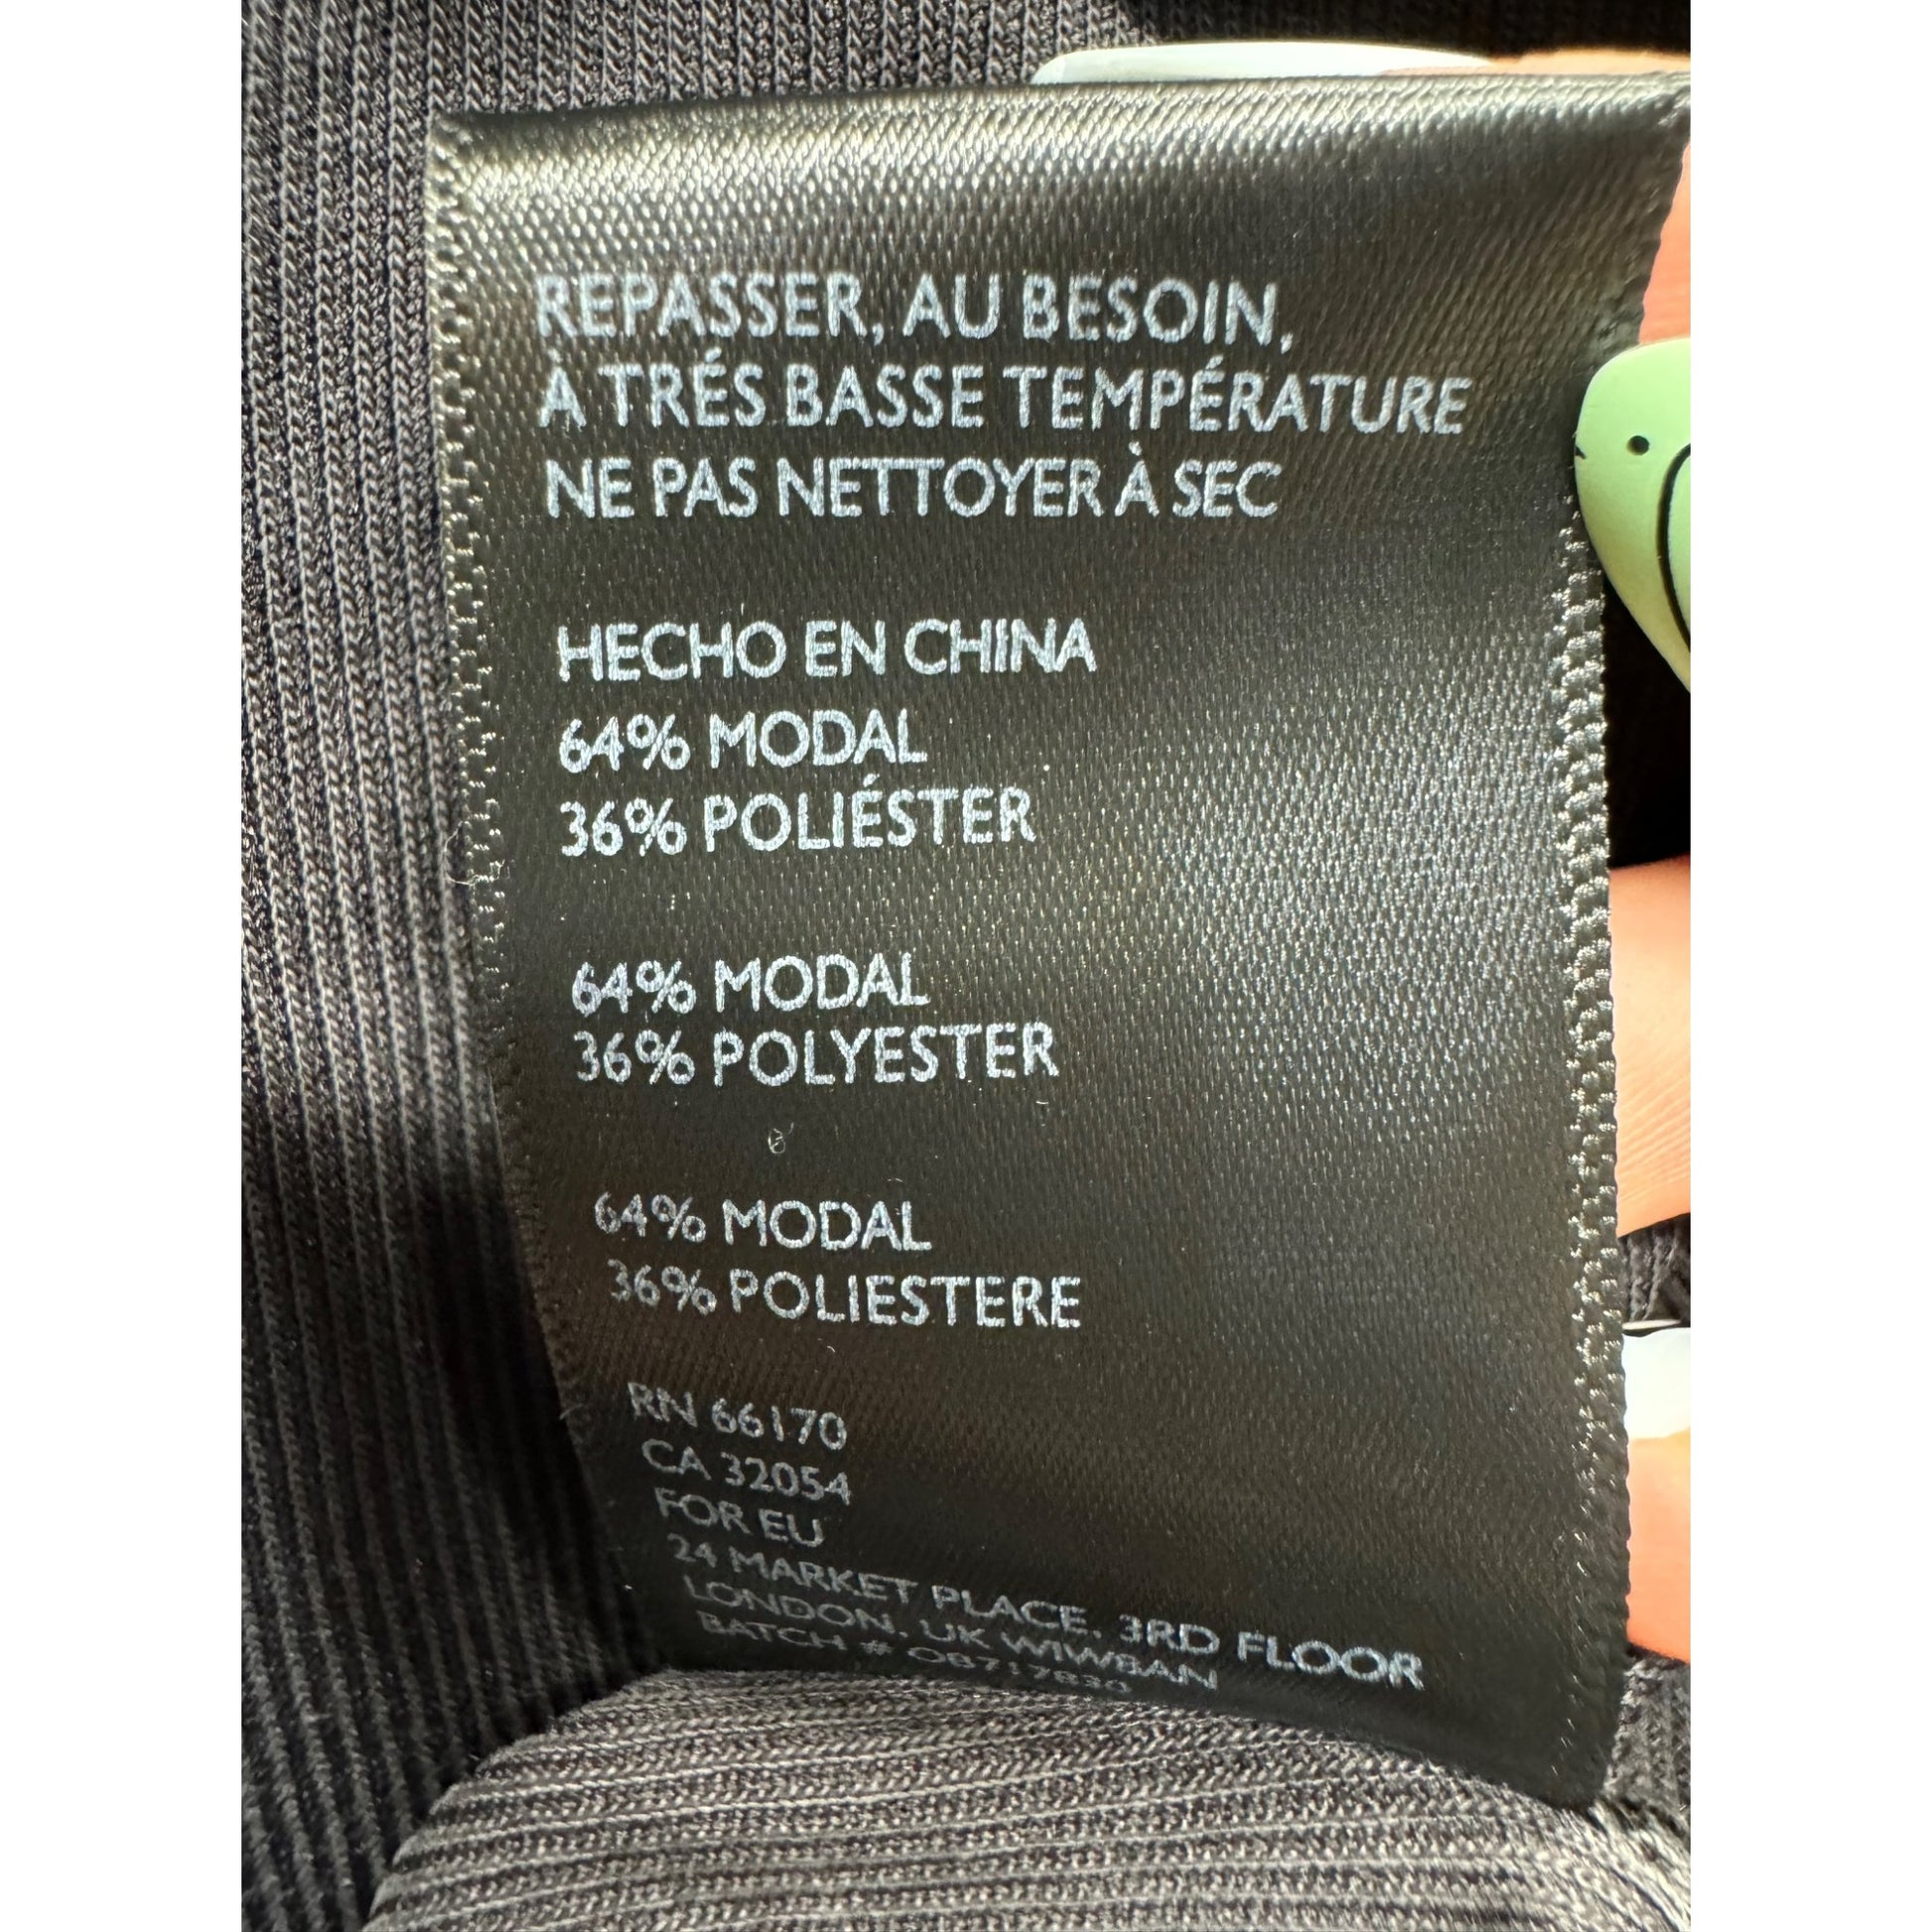 REPASSER, AU BESOIN,
À TRÉS BASSE TEMPÉRATURE
NE PAS NETTOYER À SEC
HECHO EN CHINA
64% MODAL
36% POLIÉSTER
64% MODAL
36% POLYESTER
64% MODAL
36% POLIESTERE
RN 66170
CA 32054
FOR EU
24 MARKET PLACE, 3RD FLOOR
LONDON, UK W1W8AN
BATCH #